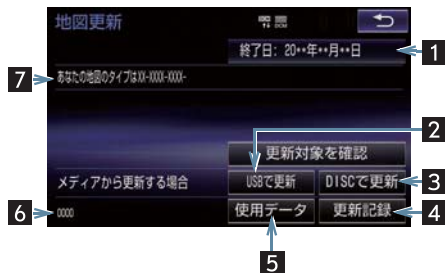 地図更新
終了日: 20••年••月••日
1
7
あなたの地図のタイプはXX-XXXX-XXXX-
2
更新対象を確認
メディアから更新する場合
USBで更新
DISCで更新
3
6
0000
使用データ
更新記録
4
5